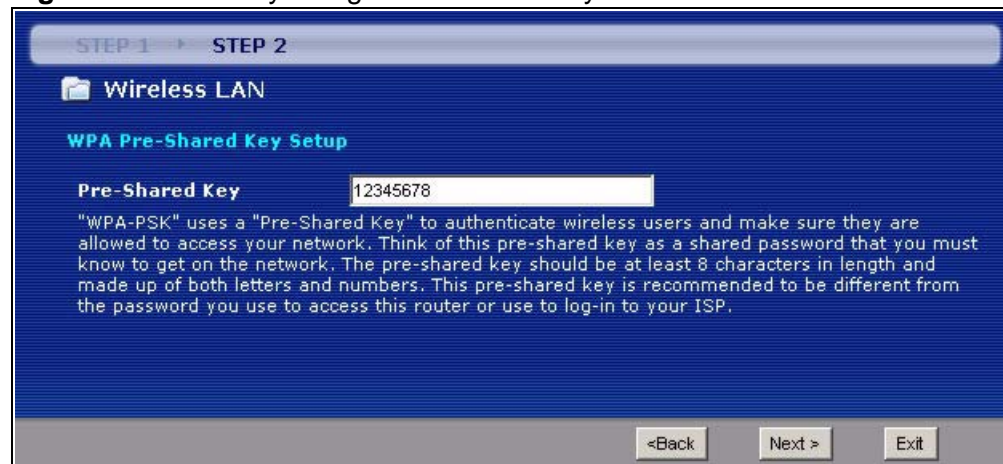 STEP 1 STEP 2
Wireless LAN
WPA Pre-Shared Key Setup
Pre-Shared Key 12345678
"WPA-PSK" uses a "Pre-Shared Key" to authenticate wireless users and make sure they are
allowed to access your network. Think of this pre-shared key as a shared password that you must
know to get on the network. The pre-shared key should be at least 8 characters in length and
made up of both letters and numbers. This pre-shared key is recommended to be different from
the password you use to access this router or use to log-in to your ISP.
<Back Next > Exit